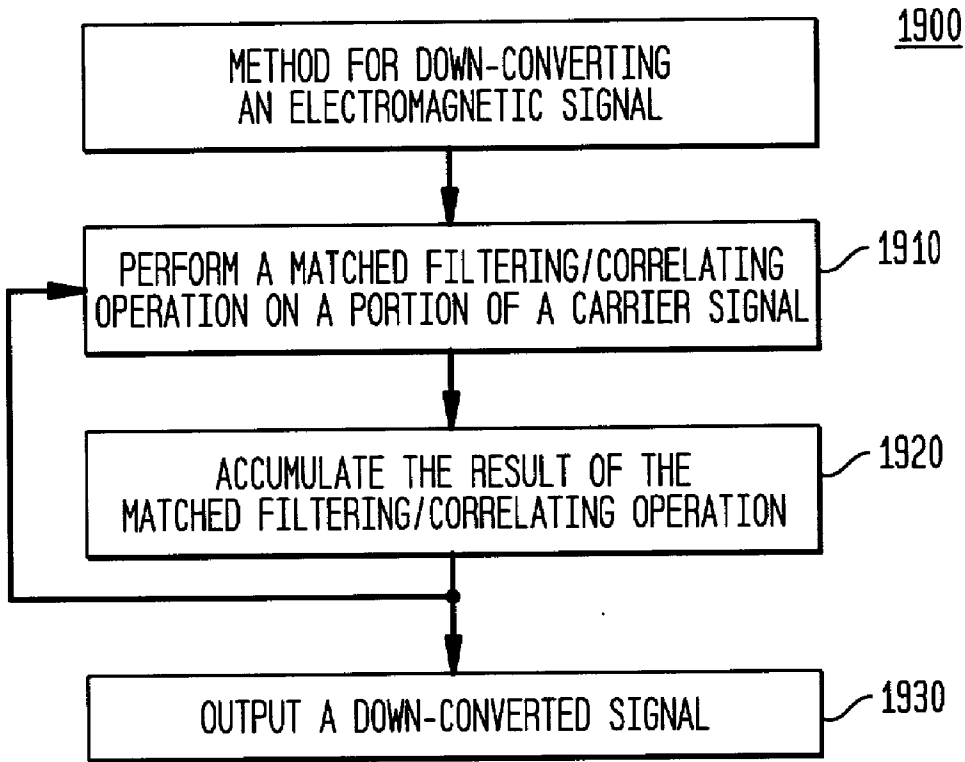 1900
METHOD FOR DOWN-CONVERTING
AN ELECTROMAGNETIC SIGNAL
PERFORM A MATCHED FILTERING/CORRELATING
OPERATION ON A PORTION OF A CARRIER SIGNAL
1910
ACCUMULATE THE RESULT OF THE
MATCHED FILTERING/CORRELATING OPERATION
1920
OUTPUT A DOWN-CONVERTED SIGNAL
1930